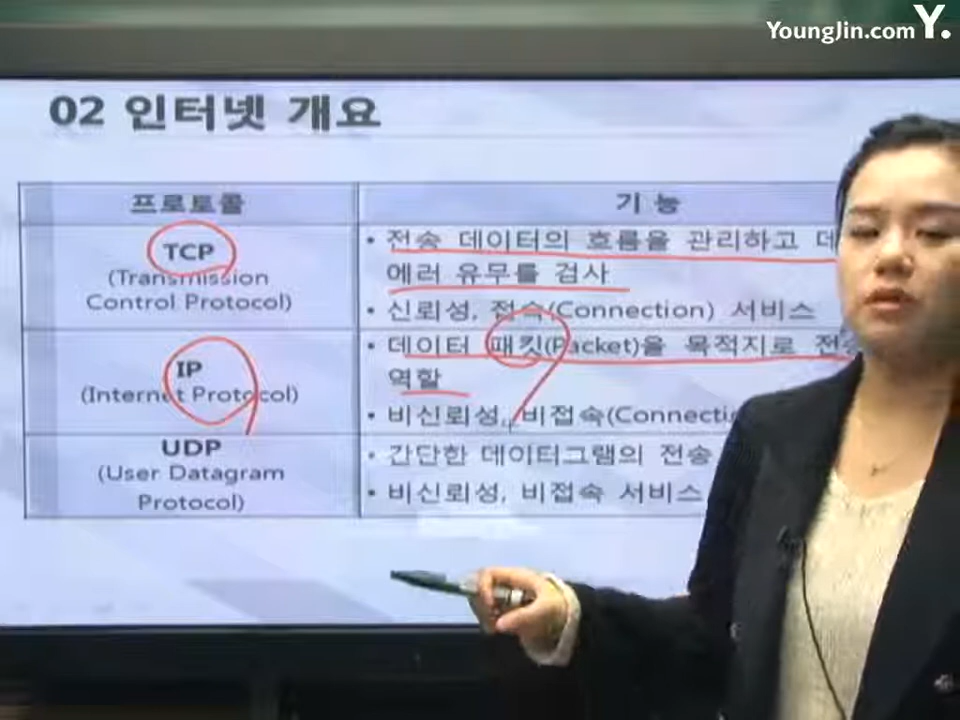 YoungJin.com Y.
02 인터넷 개요
프로토콜
기 능
TCP
(Transmission
Control Protocol)
• 전송 데이터의 흐름을 관리하고 데
에러 유무를 검사
• 신뢰성, 접속(Connection) 서비스
IP
(Internet Protocol)
• 데이터 패킷(Packet)을 목적지로 전송
역할
• 비신뢰성, 비접속(Connectio
UDP
(User Datagram
Protocol)
• 간단한 데이터그램의 전송
• 비신뢰성, 비접속 서비스